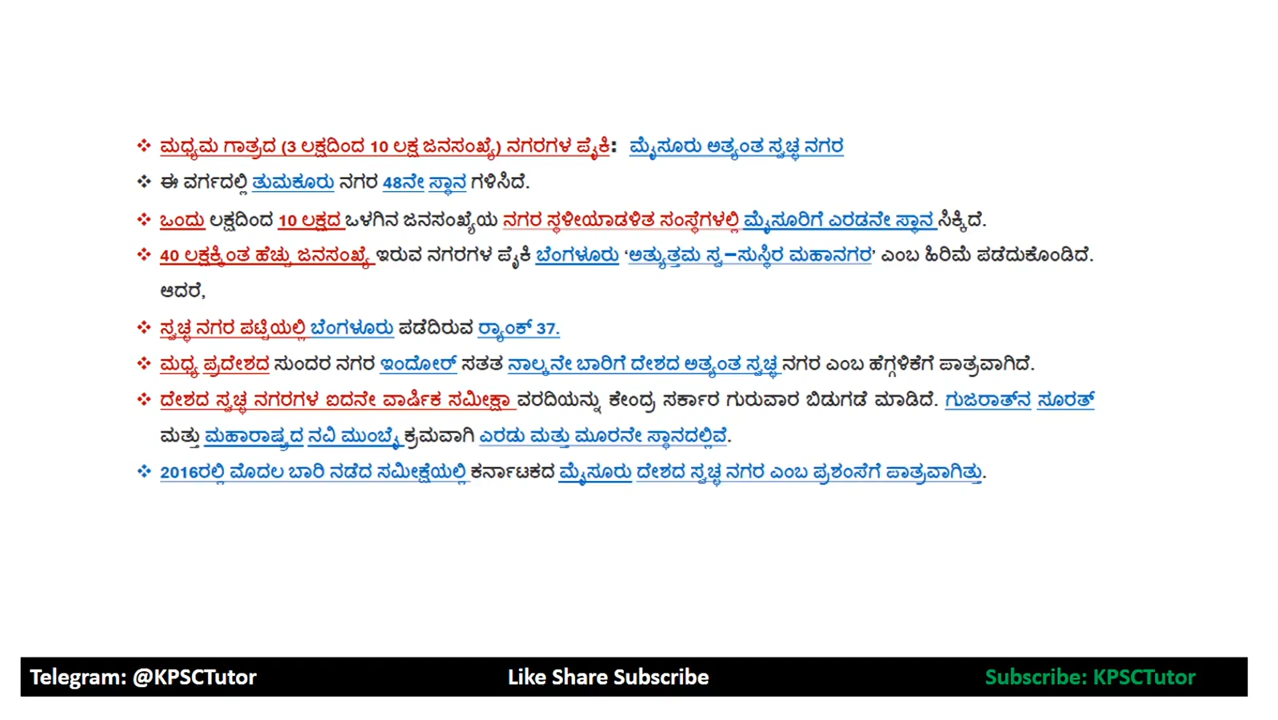 ❖ ಮಧ್ಯಮ ಗಾತ್ರದ (3 ಲಕ್ಷದಿಂದ 10 ಲಕ್ಷ ಜನಸಂಖ್ಯೆ) ನಗರಗಳ ಪೈಕಿ: ಮೈಸೂರು ಅತ್ಯಂತ ಸ್ವಚ್ಛ ನಗರ
❖ ಈ ವರ್ಗದಲ್ಲಿ ತುಮಕೂರು ನಗರ 48ನೇ ಸ್ಥಾನ ಗಳಿಸಿದೆ.
❖ ಒಂದು ಲಕ್ಷದಿಂದ 10 ಲಕ್ಷದ ಒಳಗಿನ ಜನಸಂಖ್ಯೆಯ ನಗರ ಸ್ಥಳೀಯಾಡಳಿತ ಸಂಸ್ಥೆಗಳಲ್ಲಿ ಮೈಸೂರಿಗೆ ಎರಡನೇ ಸ್ಥಾನ ಸಿಕ್ಕಿದೆ.
❖ 40 ಲಕ್ಷಕ್ಕಿಂತ ಹೆಚ್ಚು ಜನಸಂಖ್ಯೆ ಇರುವ ನಗರಗಳ ಪೈಕಿ ಬೆಂಗಳೂರು ‘ಅತ್ಯುತ್ತಮ ಸ್ವ–ಸುಸ್ಥಿರ ಮಹಾನಗರ’ ಎಂಬ ಹಿರಿಮೆ ಪಡೆದುಕೊಂಡಿದೆ.
ಆದರೆ,
❖ ಸ್ವಚ್ಛ ನಗರ ಪಟ್ಟಿಯಲ್ಲಿ ಬೆಂಗಳೂರು ಪಡೆದಿರುವ ರ‍್ಯಾಂಕ್ 37.
❖ ಮಧ್ಯ ಪ್ರದೇಶದ ಸುಂದರ ನಗರ ಇಂದೋರ್ ಸತತ ನಾಲ್ಕನೇ ಬಾರಿಗೆ ದೇಶದ ಅತ್ಯಂತ ಸ್ವಚ್ಛ ನಗರ ಎಂಬ ಹೆಗ್ಗಳಿಕೆಗೆ ಪಾತ್ರವಾಗಿದೆ.
❖ ದೇಶದ ಸ್ವಚ್ಛ ನಗರಗಳ ಐದನೇ ವಾರ್ಷಿಕ ಸಮೀಕ್ಷಾ ವರದಿಯನ್ನು ಕೇಂದ್ರ ಸರ್ಕಾರ ಗುರುವಾರ ಬಿಡುಗಡೆ ಮಾಡಿದೆ. ಗುಜರಾತ್‌ನ ಸೂರತ್
ಮತ್ತು ಮಹಾರಾಷ್ಟ್ರದ ನವಿ ಮುಂಬೈ ಕ್ರಮವಾಗಿ ಎರಡು ಮತ್ತು ಮೂರನೇ ಸ್ಥಾನದಲ್ಲಿವೆ.
❖ 2016ರಲ್ಲಿ ಮೊದಲ ಬಾರಿ ನಡೆದ ಸಮೀಕ್ಷೆಯಲ್ಲಿ ಕರ್ನಾಟಕದ ಮೈಸೂರು ದೇಶದ ಸ್ವಚ್ಛ ನಗರ ಎಂಬ ಪ್ರಶಂಸೆಗೆ ಪಾತ್ರವಾಗಿತ್ತು.
Telegram: @KPSCTutor Like Share Subscribe Subscribe: KPSCTutor